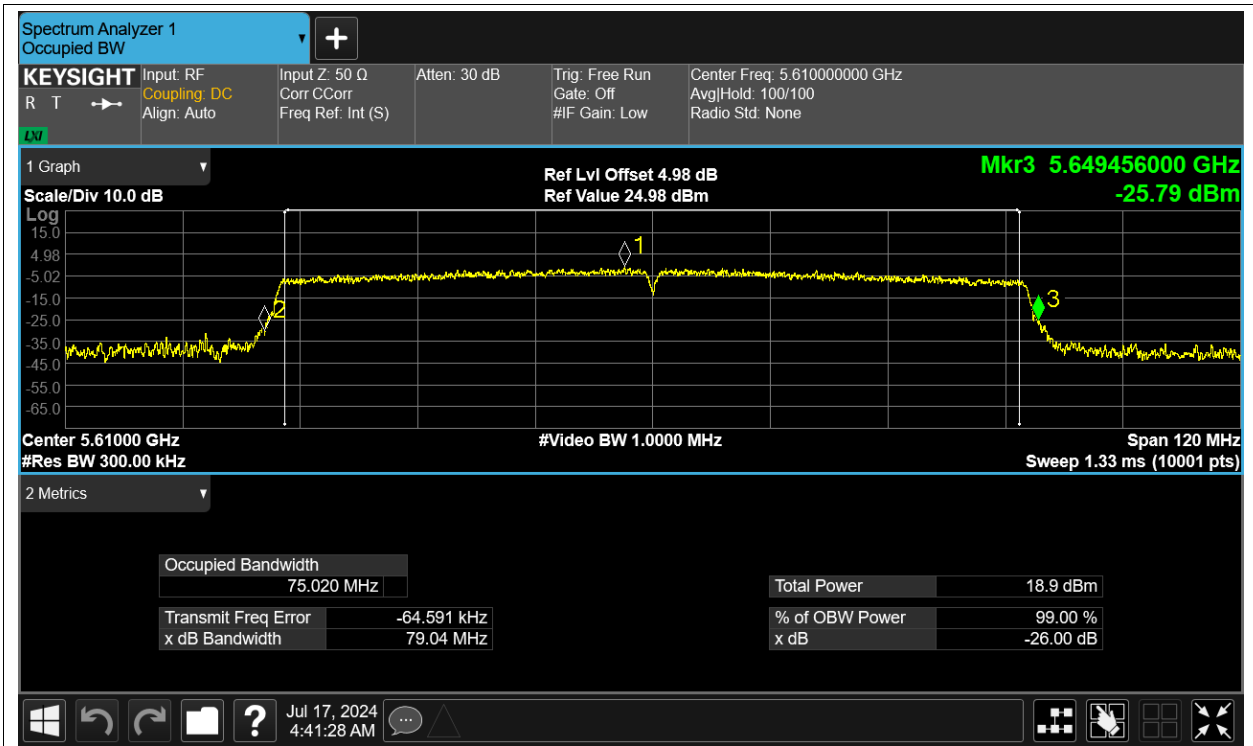 Spectrum Analyzer 1
Occupied BW
KEYSIGHT
R T
LXI
Input: RF
Coupling: DC
Align: Auto
Input Z: 50 Ω
Corr CCorr
Freq Ref: Int (S)
Atten: 30 dB
Trig: Free Run
Gate: Off
#IF Gain: Low
Center Freq: 5.610000000 GHz
Avg|Hold: 100/100
Radio Std: None
1 Graph
Scale/Div 10.0 dB
Ref Lvl Offset 4.98 dB
Ref Value 24.98 dBm
Mkr3 5.649456000 GHz
-25.79 dBm
Log
15.0
4.98
-5.02
-15.0
-25.0
-35.0
-45.0
-55.0
-65.0
1
2
3
Center 5.61000 GHz
#Res BW 300.00 kHz
#Video BW 1.0000 MHz
Span 120 MHz
Sweep 1.33 ms (10001 pts)
2 Metrics
Occupied Bandwidth
75.020 MHz
Transmit Freq Error -64.591 kHz
x dB Bandwidth 79.04 MHz
Total Power 18.9 dBm
% of OBW Power 99.00 %
x dB -26.00 dB
?
Jul 17, 2024
4:41:28 AM